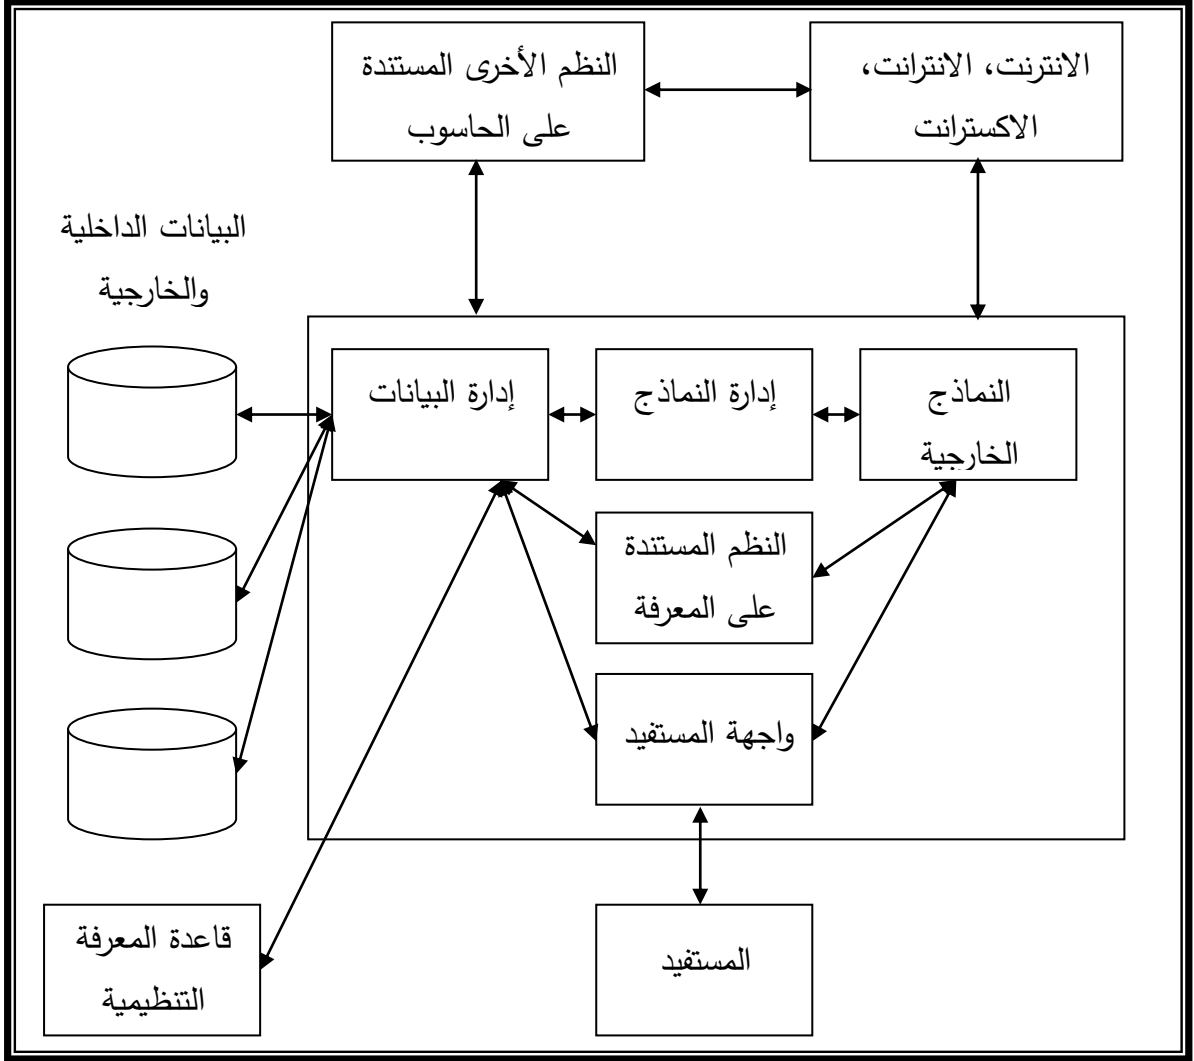 الانترنت، الانترانت،
الاكسترانت
النظم الأخرى المستندة
على الحاسوب
البيانات الداخلية
والخارجية
النماذج
الخارجية
إدارة النماذج
إدارة البيانات
النظم المستندة
على المعرفة
واجهة المستفيد
المستفيد
قاعدة المعرفة
التنظيمية